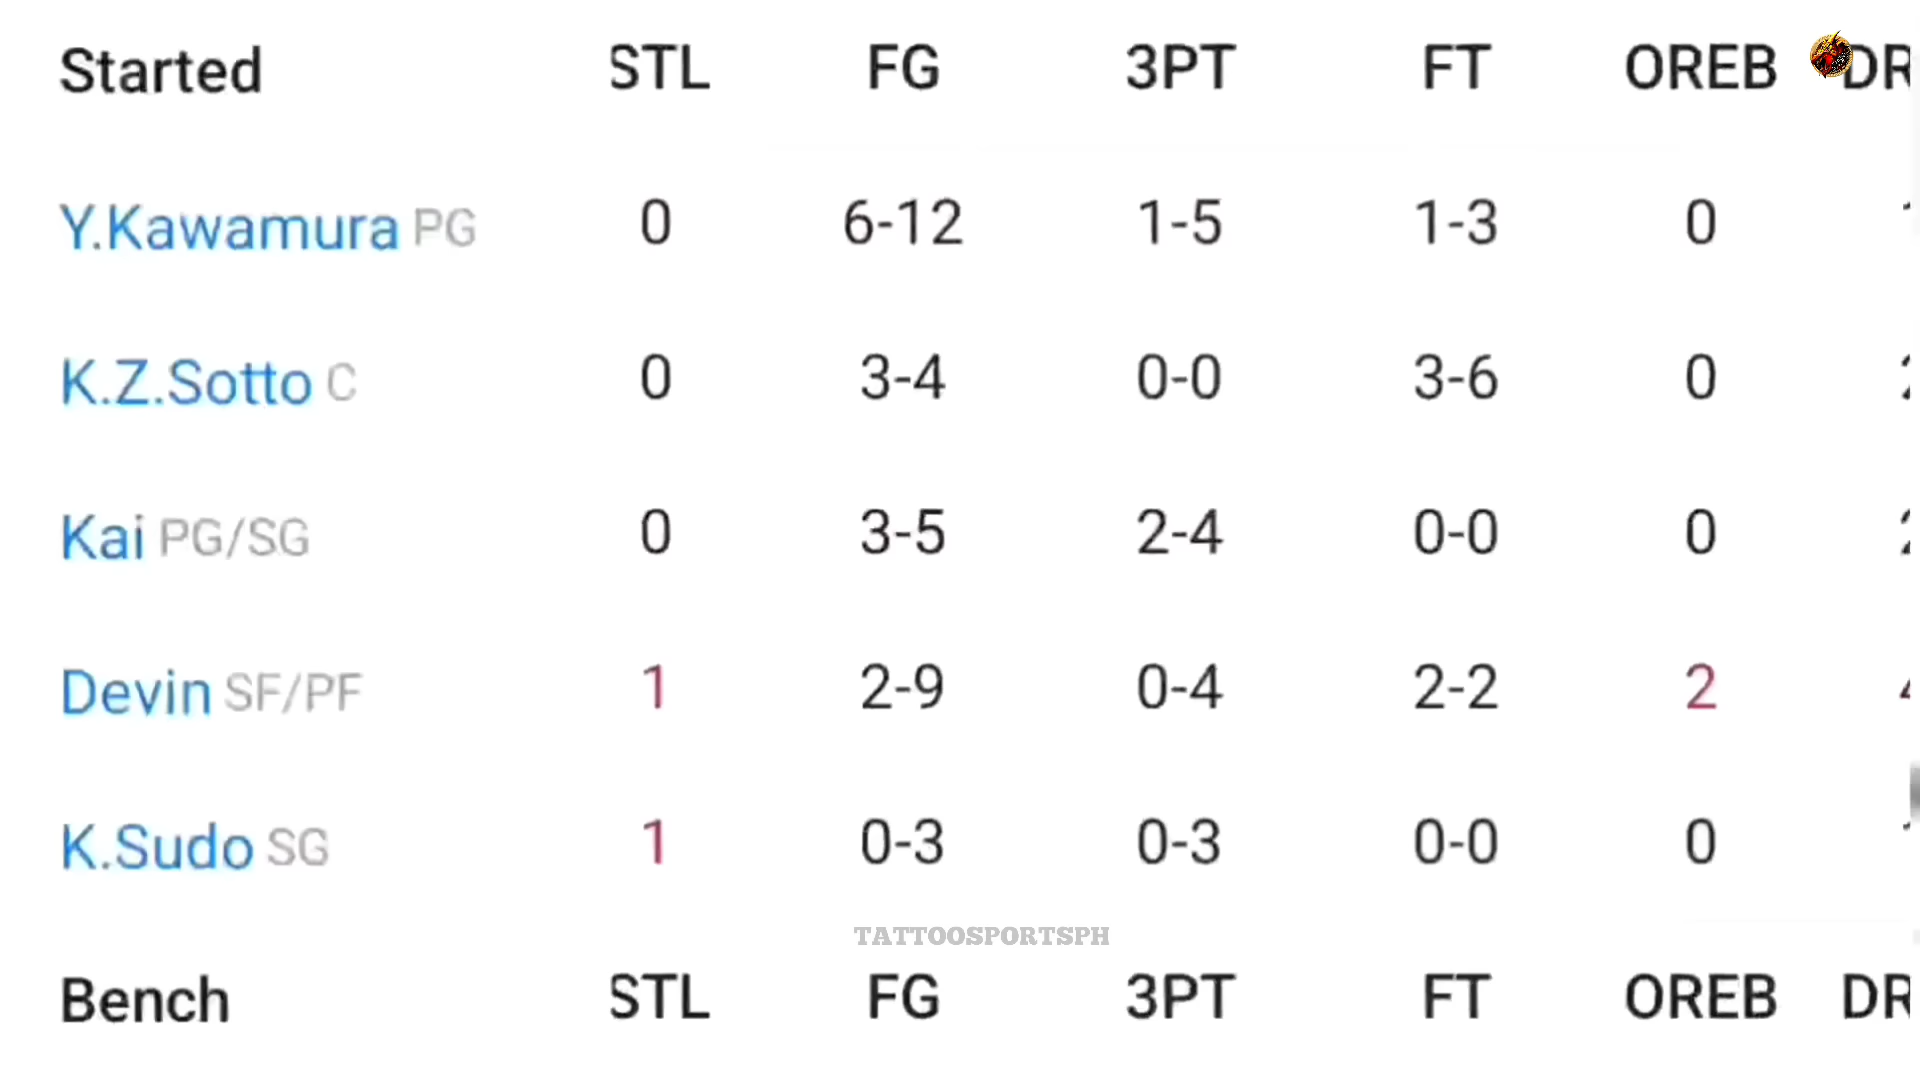 Started STL FG 3PT FT OREB DR
Y.Kawamura PG 0 6-12 1-5 1-3 0
K.Z.Sotto C 0 3-4 0-0 3-6 0
Kai PG/SG 0 3-5 2-4 0-0 0
Devin SF/PF 1 2-9 0-4 2-2 2
K.Sudo SG 1 0-3 0-3 0-0 0
TATTOOSPORTSPH
Bench STL FG 3PT FT OREB DR